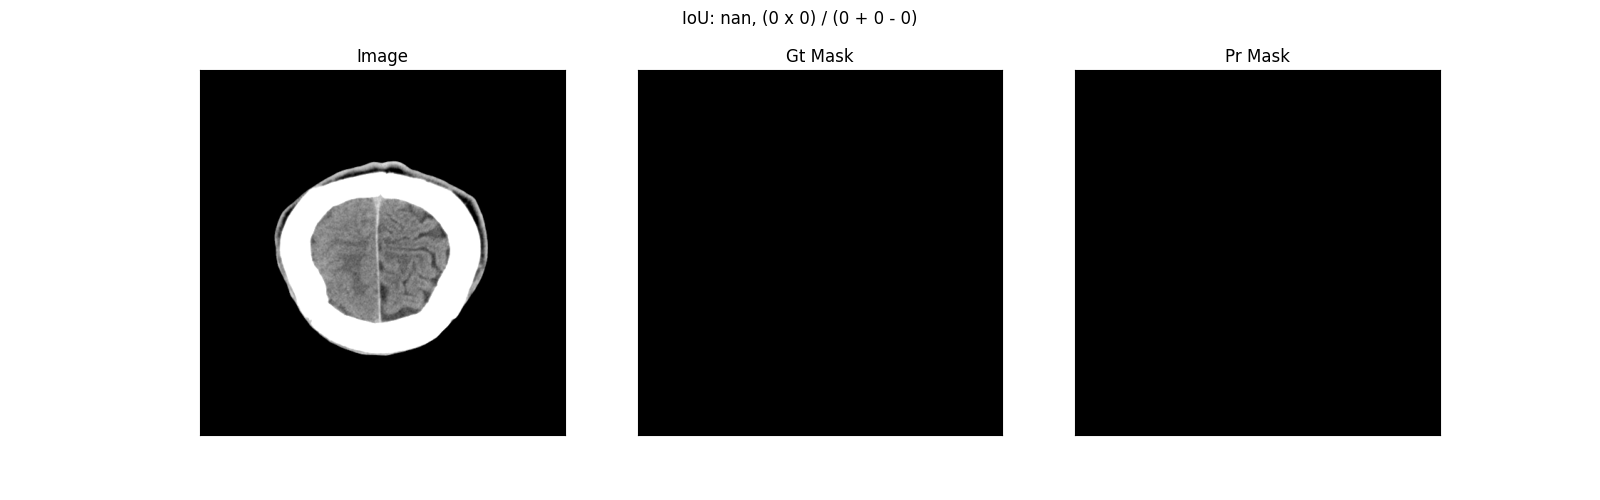 IoU: nan, (0 x 0) / (0 + 0 - 0)
Image
Gt Mask
Pr Mask